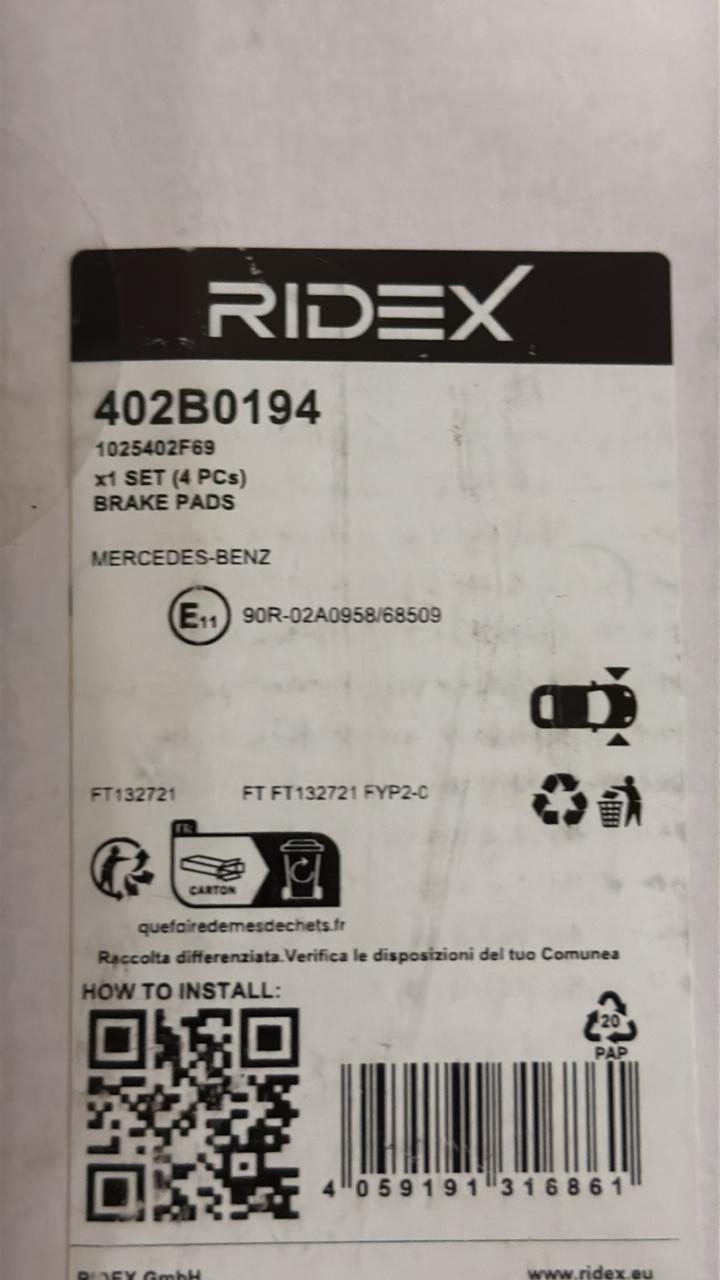 RIDEX
402B0194
1025402F69
x1 SET (4 PCs)
BRAKE PADS
MERCEDES-BENZ
E11 90R-02A0958/68509
FT132721 FT FT132721 FYP2-C
FR
CARTON
quefairedemesdechets.fr
Raccolta differenziata.Verifica le disposizioni del tuo Comunea
HOW TO INSTALL:
20
PAP
4 059191 316861
RIDEX GmbH www.ridex.eu